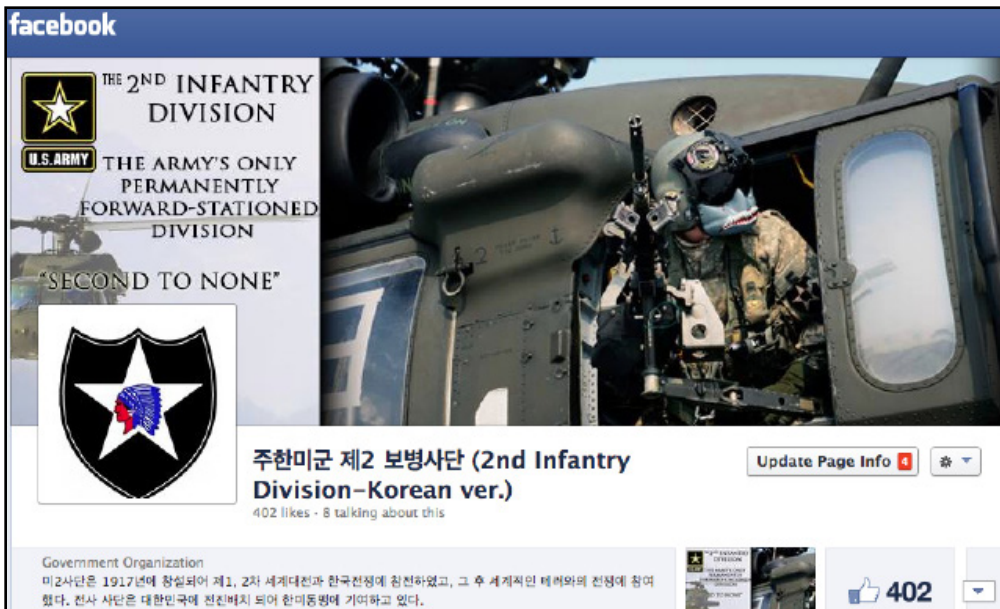 facebook
THE 2ND INFANTRY
DIVISION
U.S.ARMY
THE ARMY'S ONLY
PERMANENTLY
FORWARD-STATIONED
DIVISION
"SECOND TO NONE"
주한미군 제2 보병사단 (2nd Infantry
Division-Korean ver.)
402 likes · 8 talking about this
Update Page Info 4
Government Organization
미2사단은 1917년에 창설되어 제1, 2차 세계대전과 한국전쟁에 참전하였고, 그 후 세계적인 테러와의 전쟁에 참여
했다. 전사 사단은 대한민국에 전진배치 되어 한미동맹에 기여하고 있다.
402